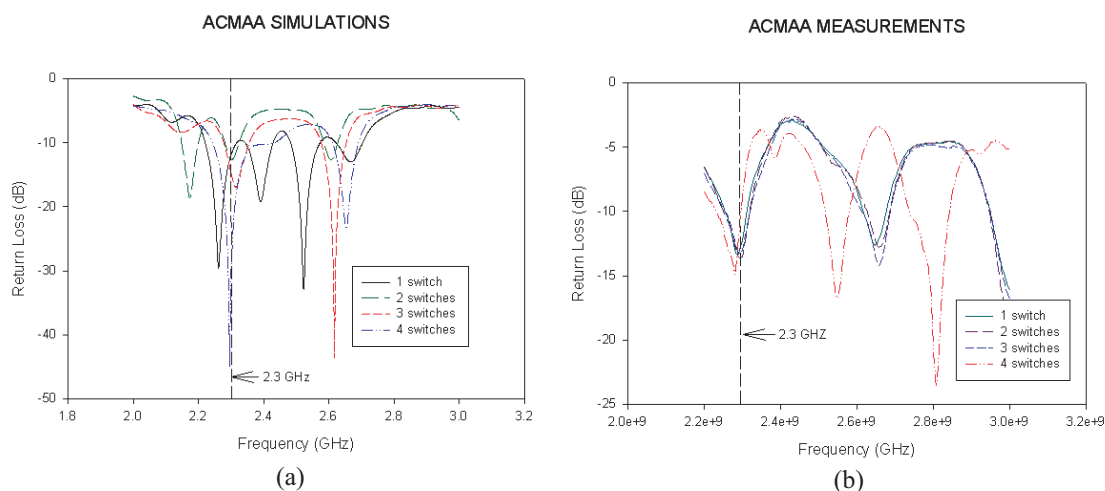 ACMAA SIMULATIONS
0
-10
-20
-30
-40
-50
Return Loss (dB)
1 switch
2 switches
3 switches
4 switches
2.3 GHz
1.8
2.0
2.2
2.4
2.6
2.8
3.0
3.2
Frequency (GHz)
(a)
ACMAA MEASUREMENTS
0
-5
-10
-15
-20
-25
Return Loss (dB)
1 switch
2 switches
3 switches
4 switches
2.3 GHZ
2.0e+9
2.2e+9
2.4e+9
2.6e+9
2.8e+9
3.0e+9
3.2e+9
Frequency (GHz)
(b)